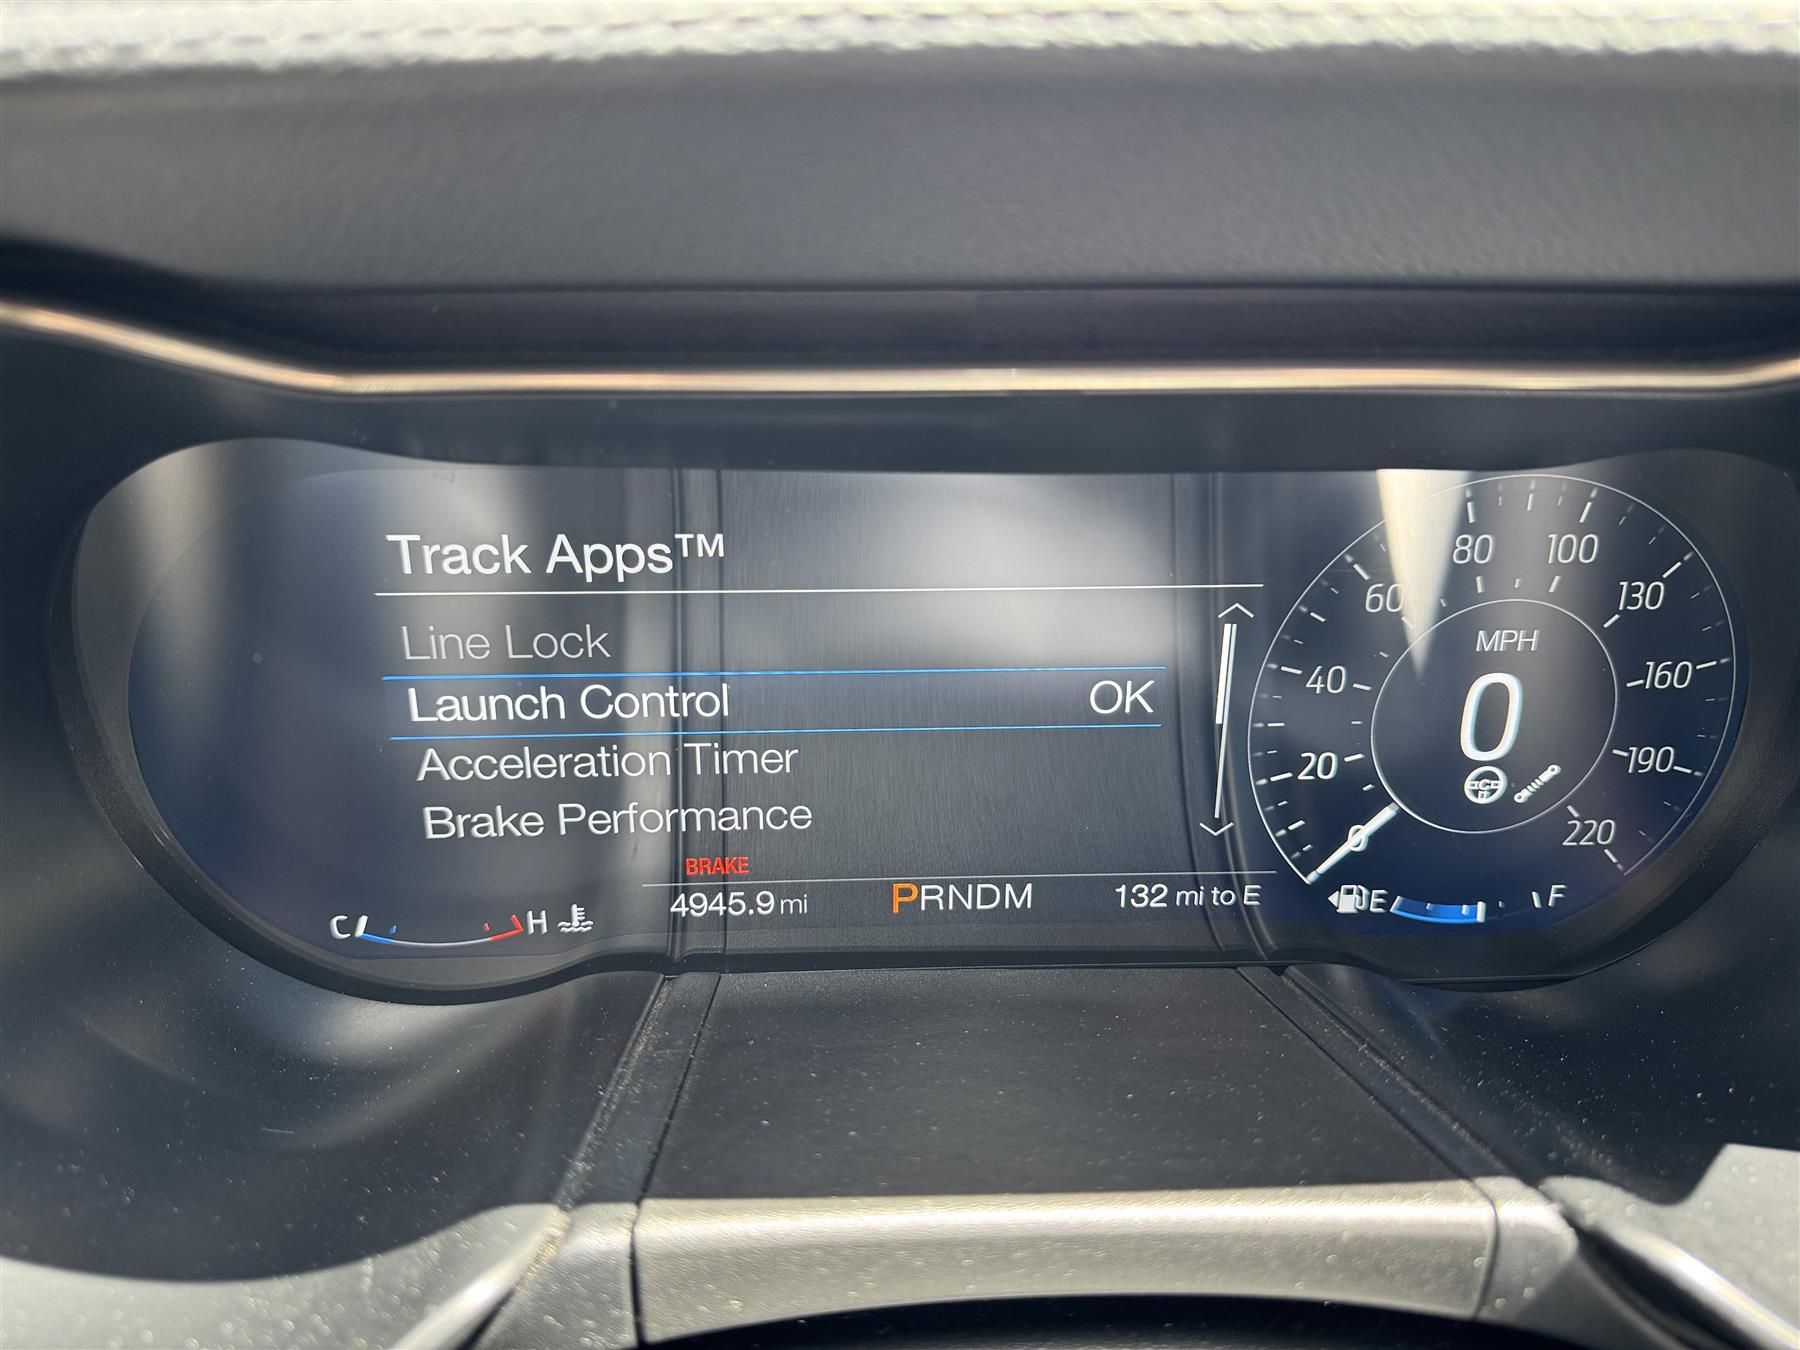 Track Apps™
Line Lock
Launch Control OK
Acceleration Timer
Brake Performance
BRAKE
4945.9 mi PRNDM 132 mi to E
C H
MPH
0
0 20 40 60 80 100 130 160 190 220
E F